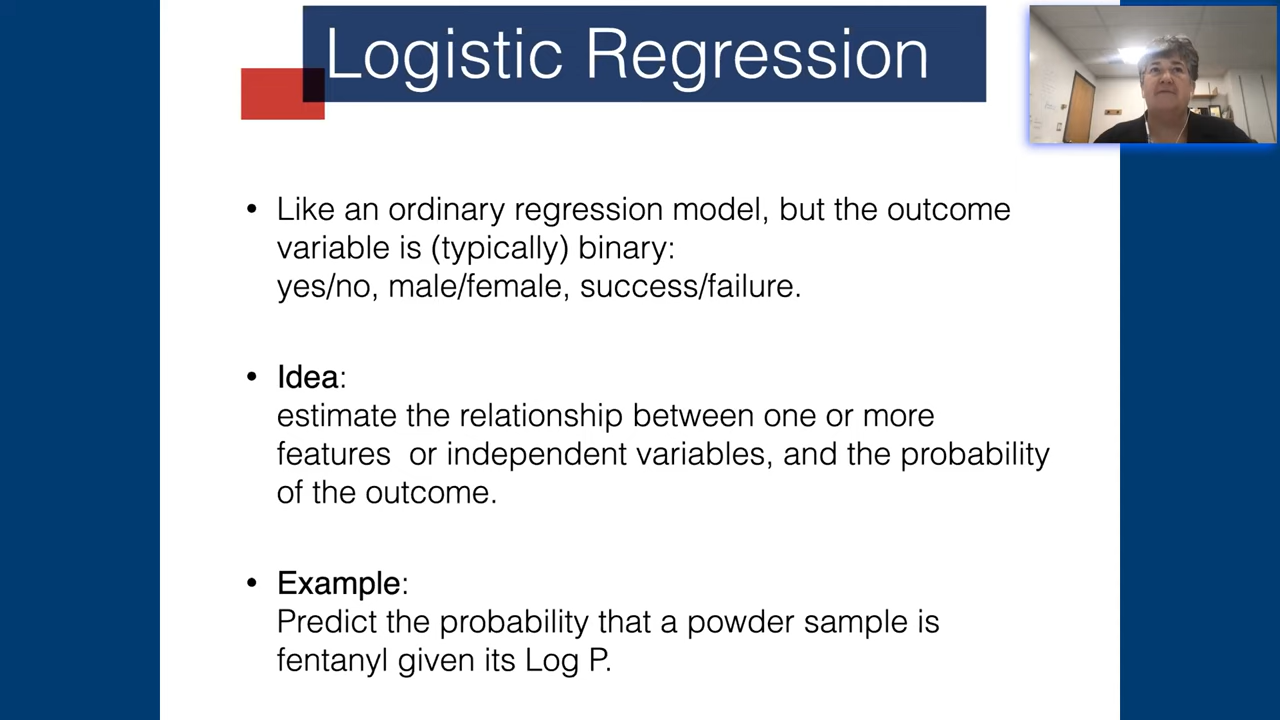 Logistic Regression
• Like an ordinary regression model, but the outcome
variable is (typically) binary:
yes/no, male/female, success/failure.
• Idea:
estimate the relationship between one or more
features  or independent variables, and the probability
of the outcome.
• Example:
Predict the probability that a powder sample is
fentanyl given its Log P.